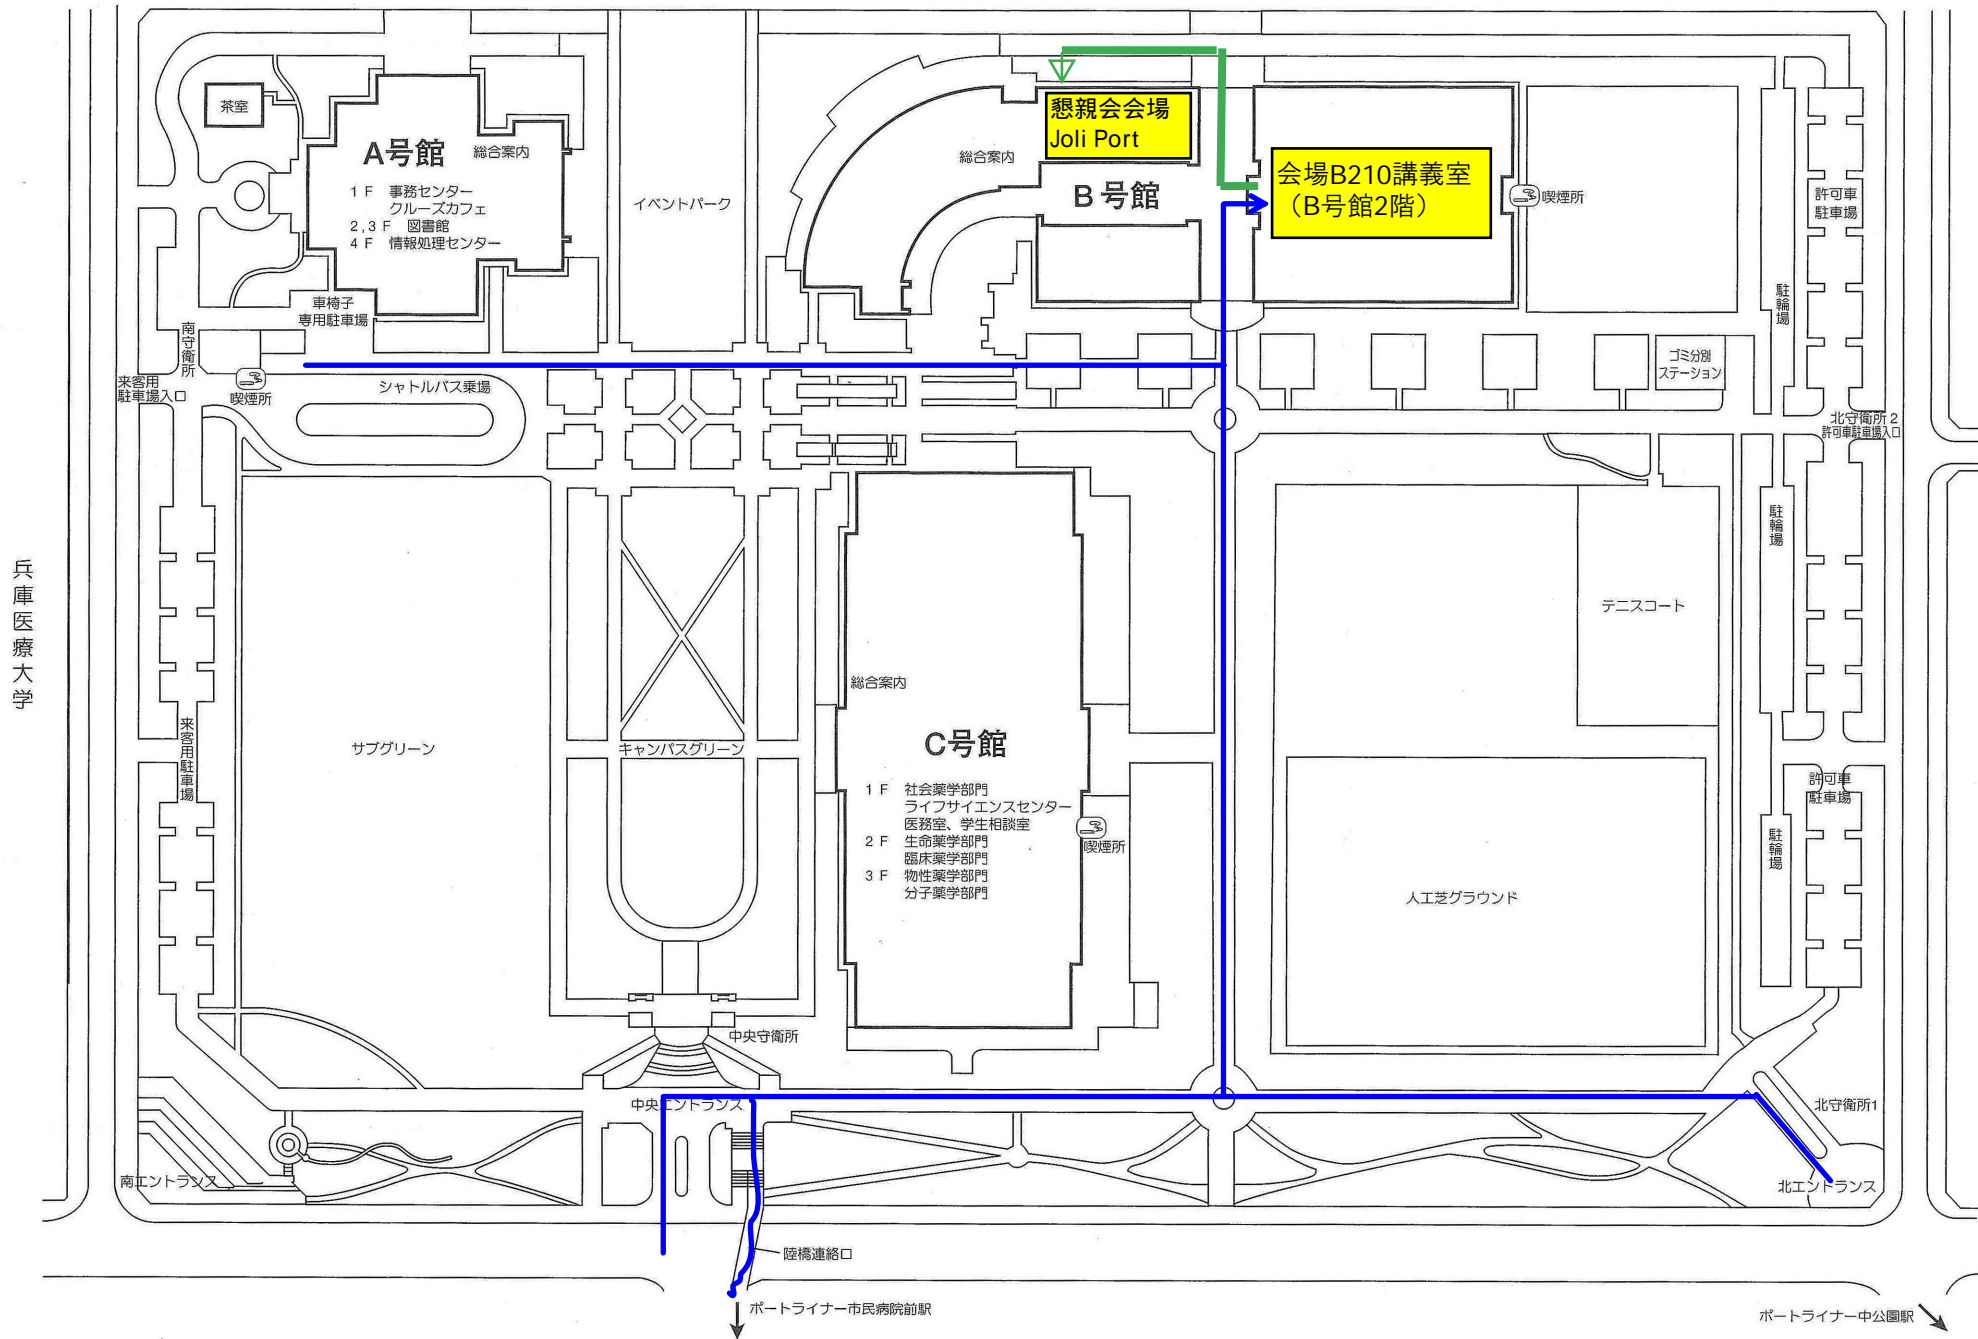 懇親会会場
Joli Port
茶室
A号館
総合案内
1F 事務センター
クルーズカフェ
2,3F 図書館
4F 情報処理センター
イベントパーク
総合案内
B号館
会場B210講義室
（B号館2階）
喫煙所
許可車
駐車場
車椅子
専用駐車場
南守衛所
駐輪場
来客用
駐車場入口
喫煙所
シャトルバス乗場
ゴミ分別
ステーション
北守衛所2
許可車駐車場入口
駐輪場
兵庫医療大学
テニスコート
総合案内
来客用駐車場
サブグリーン
キャンパスグリーン
C号館
1F 社会薬学部門
ライフサイエンスセンター
医務室、学生相談室
2F 生命薬学部門
臨床薬学部門
3F 物性薬学部門
分子薬学部門
喫煙所
許可車
駐車場
駐輪場
人工芝グラウンド
中央守衛所
中央エントランス
北守衛所1
南エントランス
北エントランス
陸橋連絡口
ポートライナー市民病院前駅
ポートライナー中公園駅